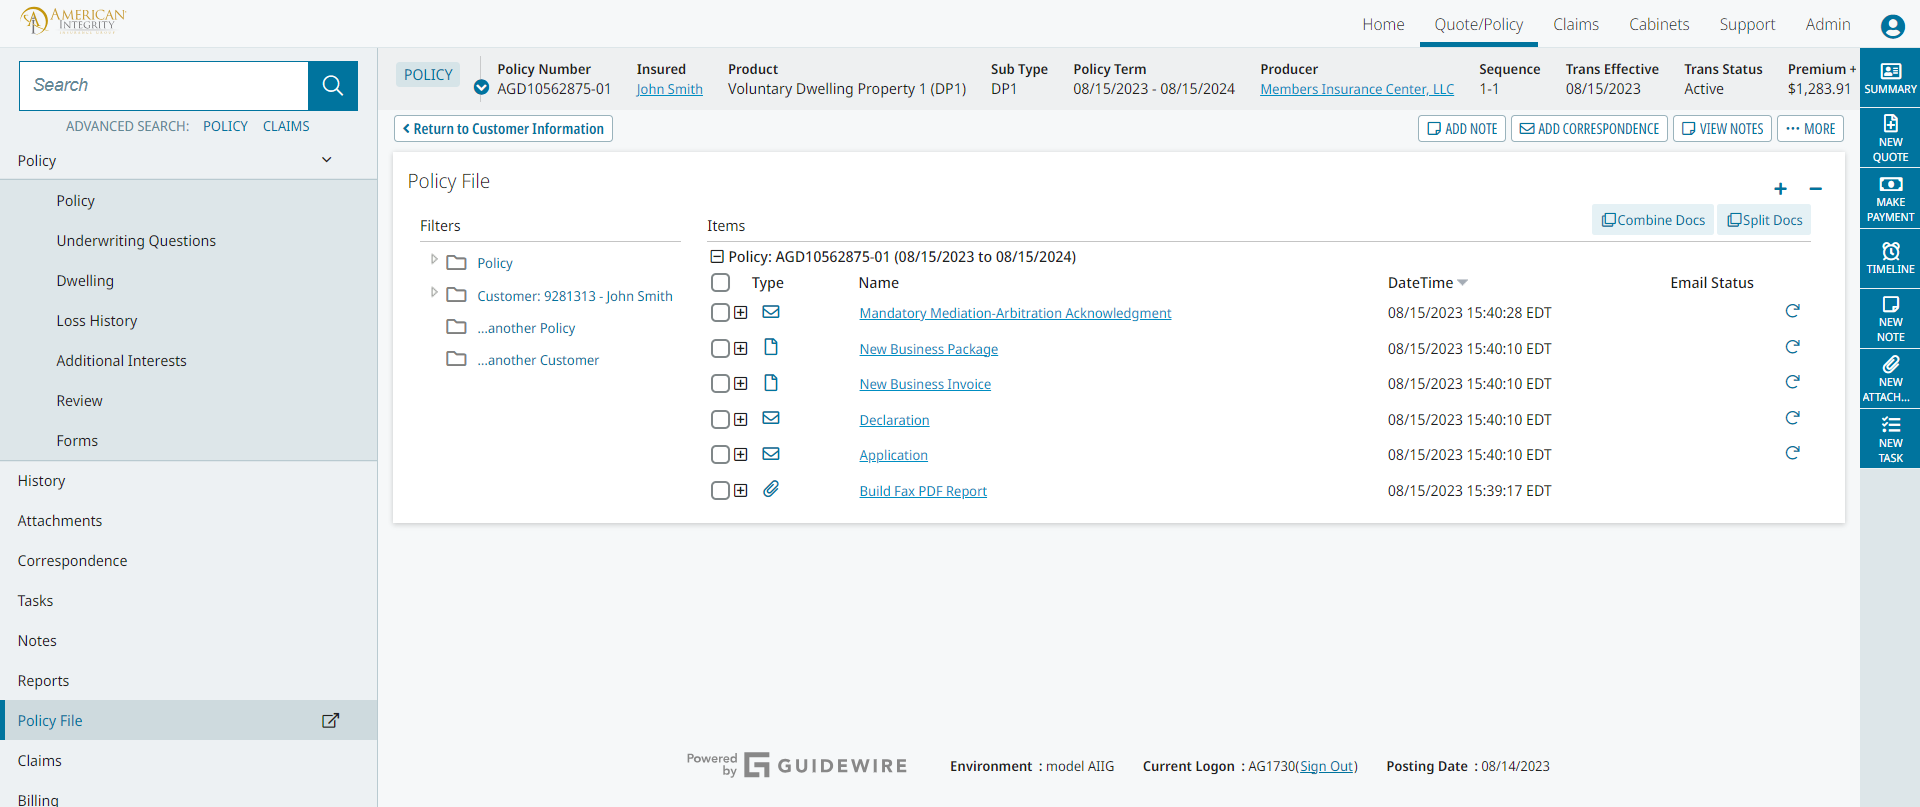 AMERICAN
INTEGRITY
Home Quote/Policy Claims Cabinets Support Admin
Search
ADVANCED SEARCH: POLICY CLAIMS
Policy
Policy
Underwriting Questions
Dwelling
Loss History
Additional Interests
Review
Forms
History
Attachments
Correspondence
Tasks
Notes
Reports
Policy File
Claims
Billing
POLICY
Policy Number Insured Product Sub Type Policy Term Producer Sequence Trans Effective Trans Status Premium +
AGD10562875-01 John Smith Voluntary Dwelling Property 1 (DP1) DP1 08/15/2023 - 08/15/2024 Members Insurance Center, LLC 1-1 08/15/2023 Active $1,283.91
Return to Customer Information
ADD NOTE ADD CORRESPONDENCE VIEW NOTES ••• MORE
Policy File
Filters
Policy
Customer: 9281313 - John Smith
...another Policy
...another Customer
Items
Combine Docs Split Docs
Policy: AGD10562875-01 (08/15/2023 to 08/15/2024)
Type Name DateTime Email Status
Mandatory Mediation-Arbitration Acknowledgment 08/15/2023 15:40:28 EDT
New Business Package 08/15/2023 15:40:10 EDT
New Business Invoice 08/15/2023 15:40:10 EDT
Declaration 08/15/2023 15:40:10 EDT
Application 08/15/2023 15:40:10 EDT
Build Fax PDF Report 08/15/2023 15:39:17 EDT
SUMMARY
NEW
QUOTE
MAKE
PAYMENT
TIMELINE
NEW
NOTE
NEW
ATTACH...
NEW
TASK
Powered
by
GUIDEWIRE
Environment : model AIIG Current Logon : AG1730(Sign Out) Posting Date : 08/14/2023